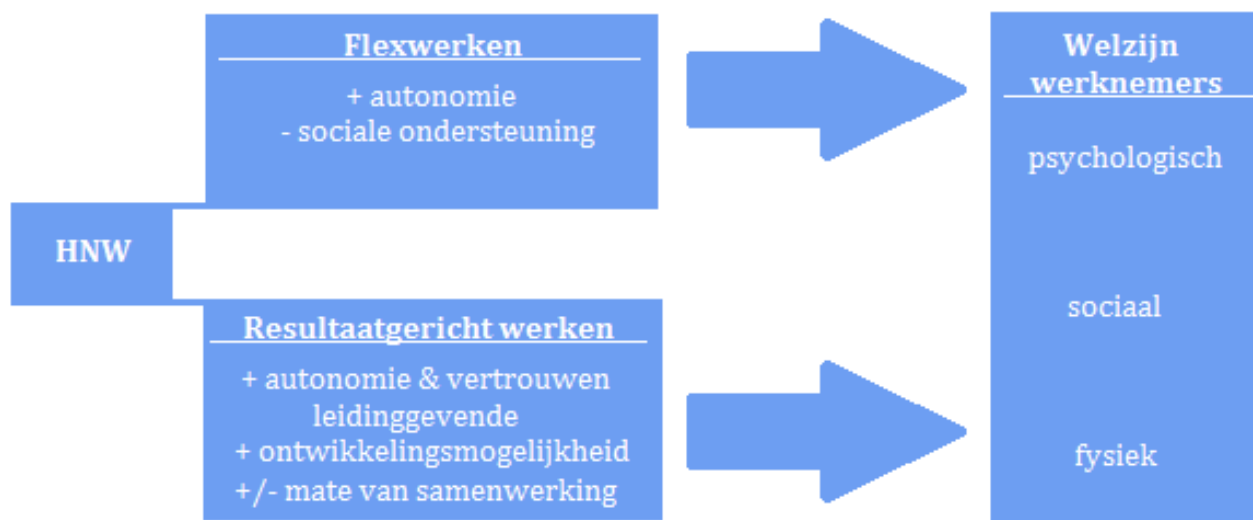 Flexwerken
+ autonomie
- sociale ondersteuning
HNW
Resultaatgericht werken
+ autonomie & vertrouwen
leidinggevende
+ ontwikkelingsmogelijkheid
+/- mate van samenwerking
Welzijn
werknemers
psychologisch
sociaal
fysiek